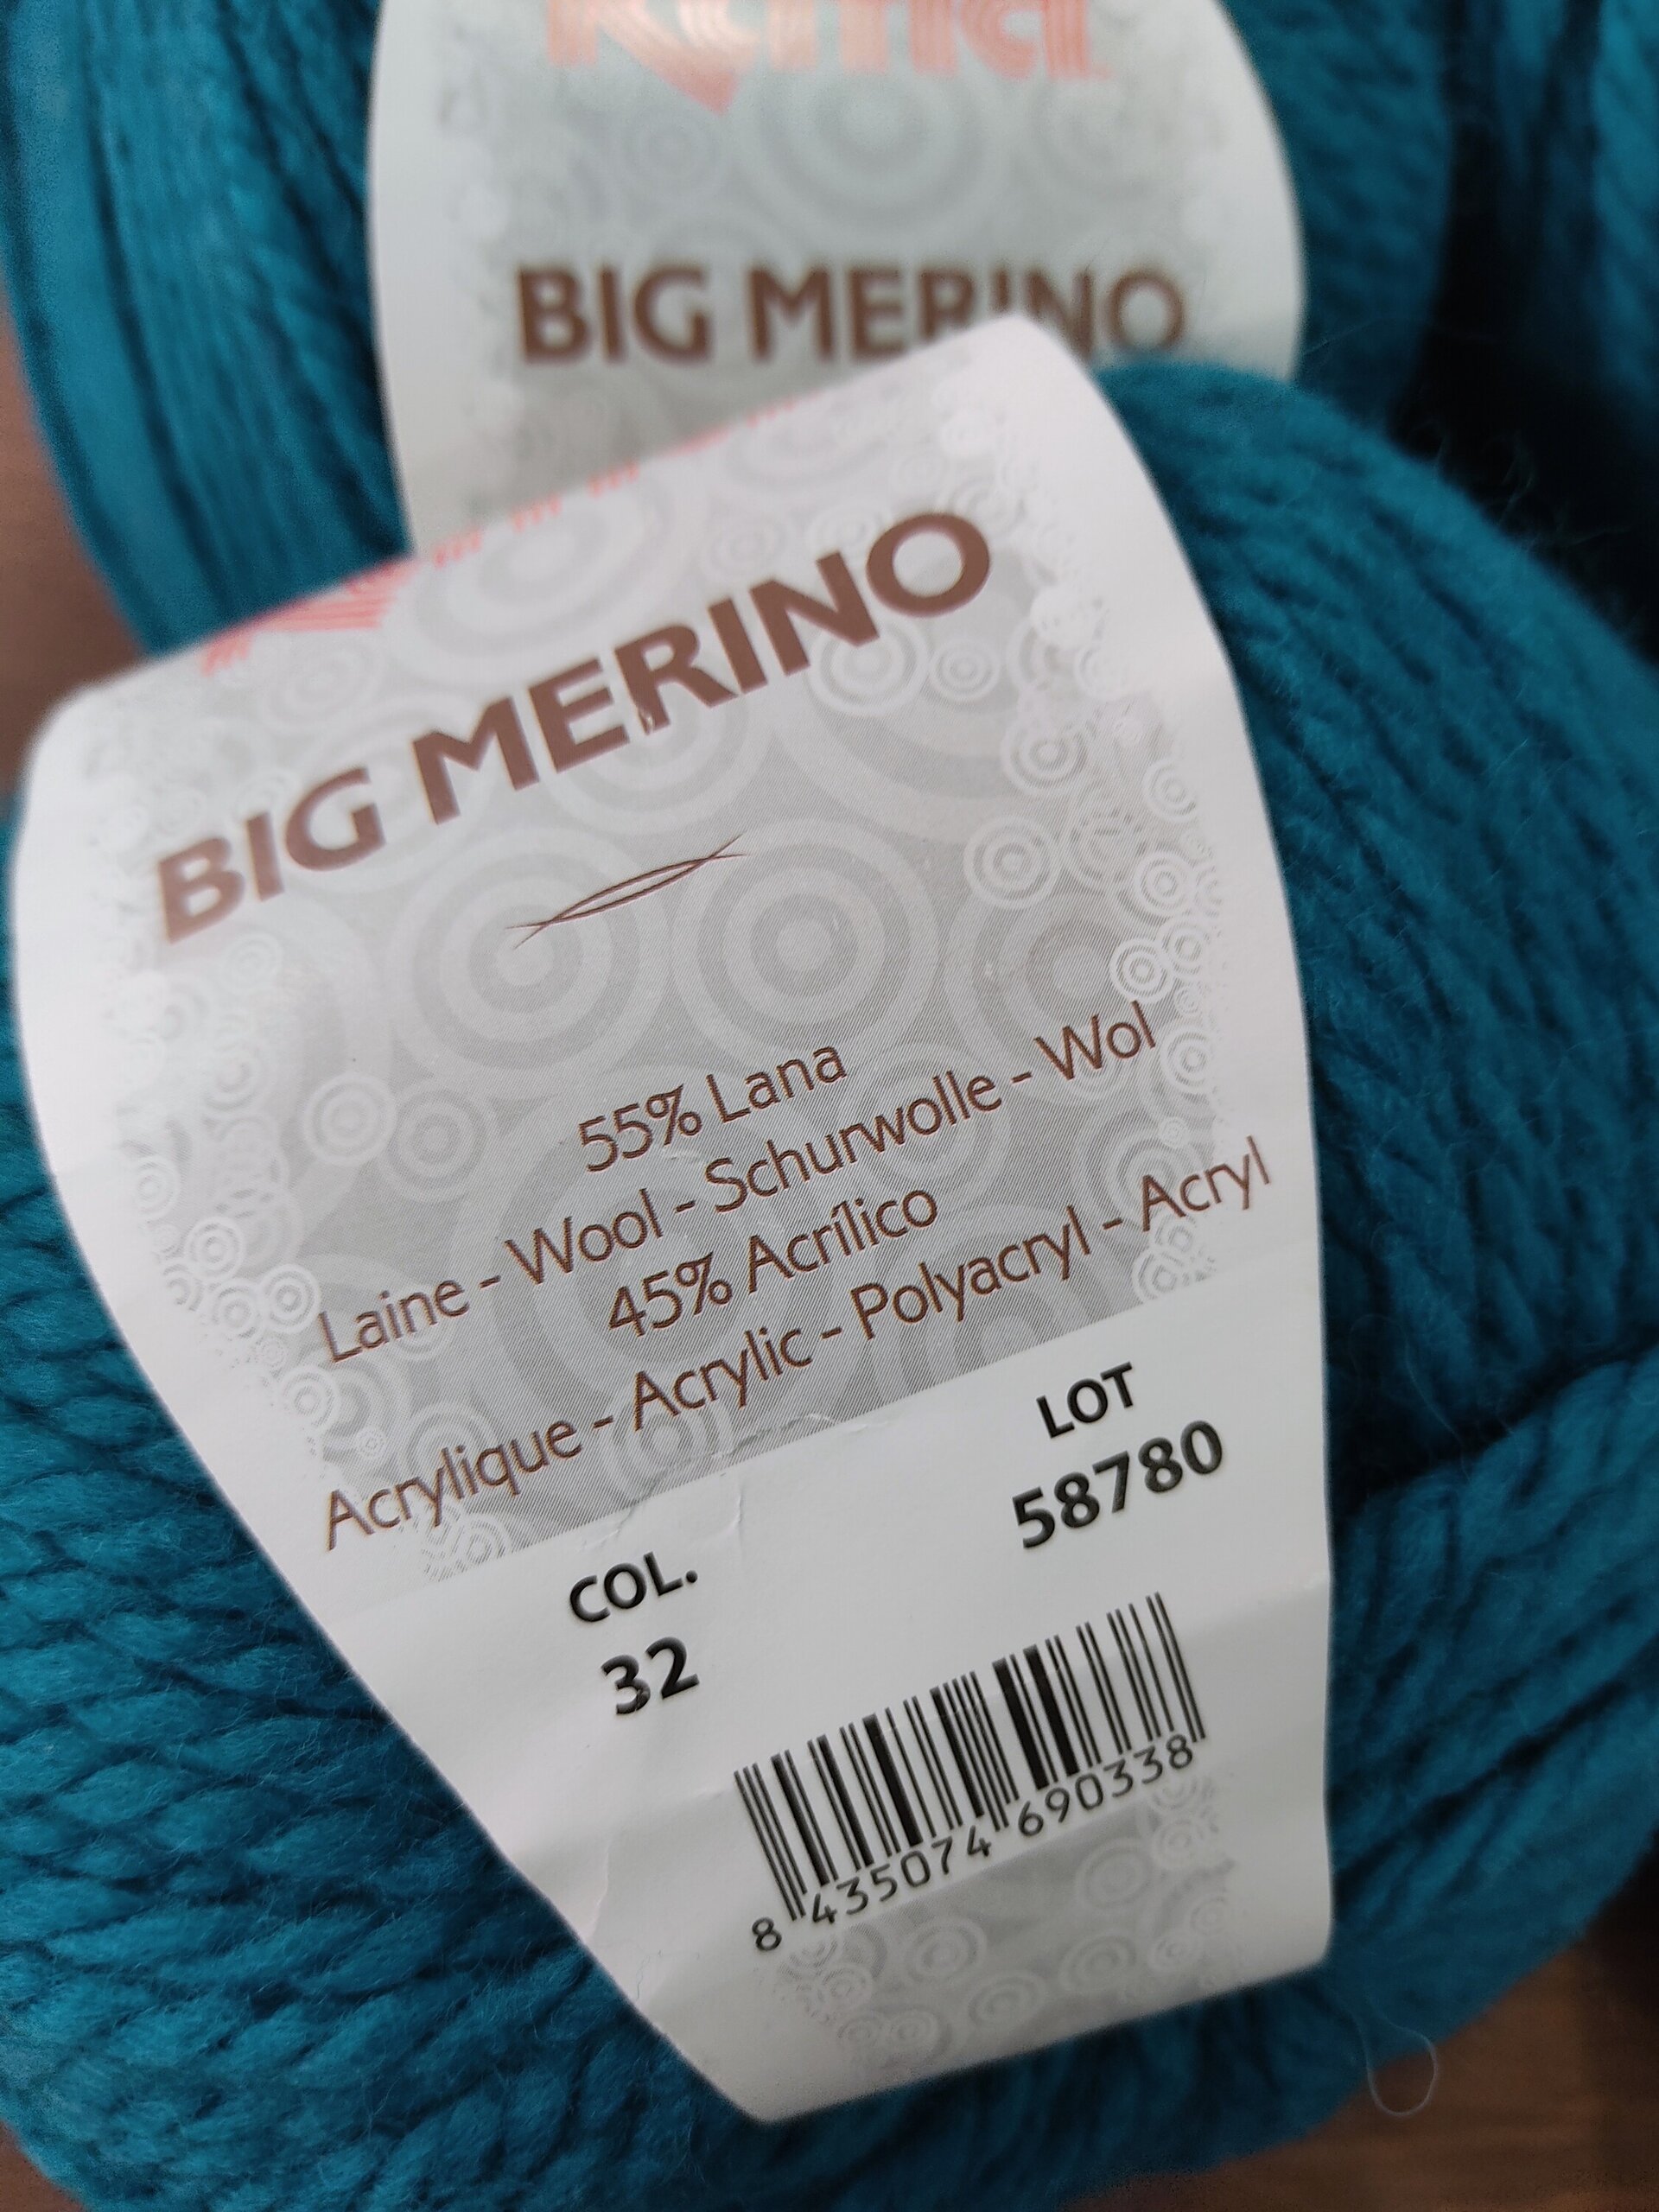 Katia
BIG MERINO
BIG MERINO
55% Lana
Laine - Wool - Schurwolle - Wol
45% Acrílico
Acrylique - Acrylic - Polyacryl - Acryl
COL.
32
LOT
58780
8 435074 690338